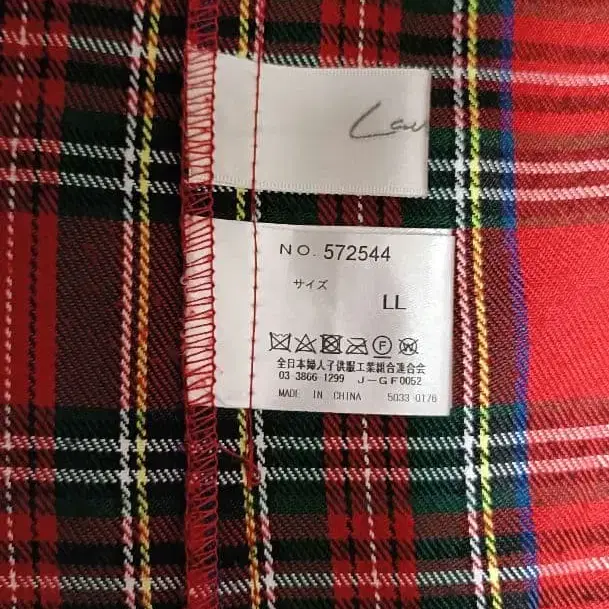 NO. 572544
サイズ
LL
F W
全日本婦人子供服工業組合連合会
03-3866-1299 J-GF0052
MADE IN CHINA 5033-0176